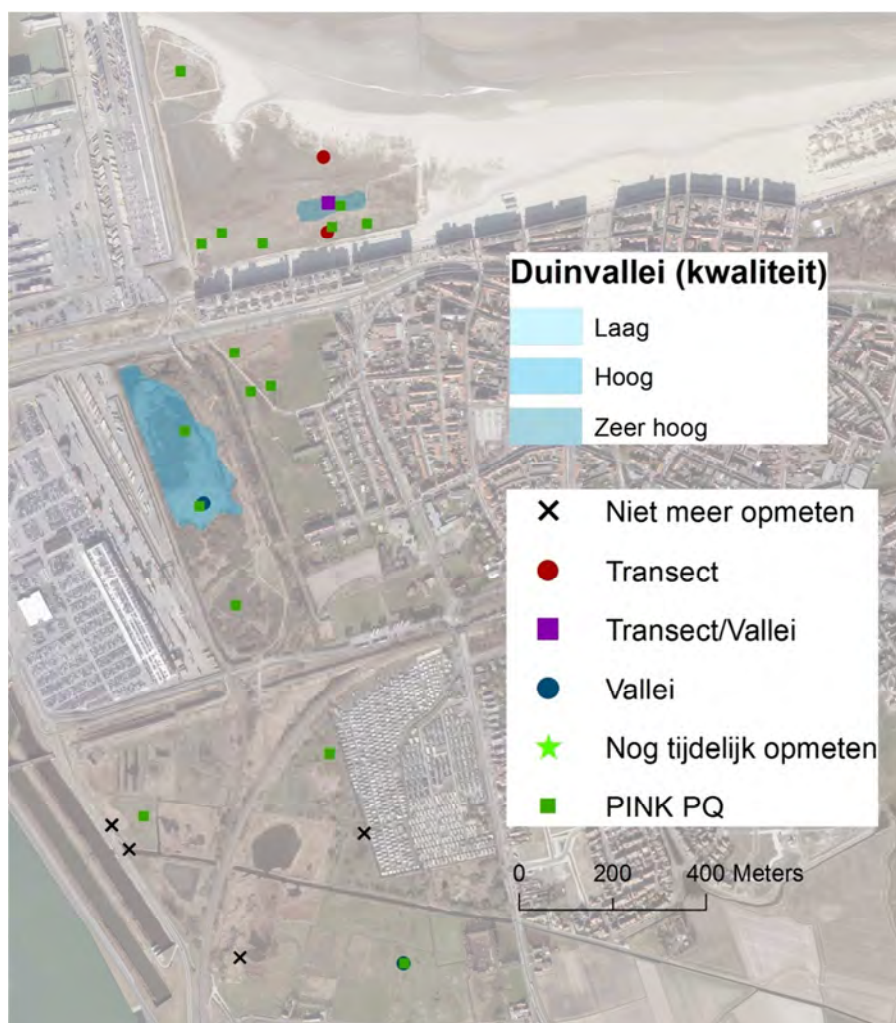 Duinvallei (kwaliteit)
Laag
Hoog
Zeer hoog
Niet meer opmeten
Transect
Transect/Vallei
Vallei
Nog tijdelijk opmeten
PINK PQ
0 200 400 Meters